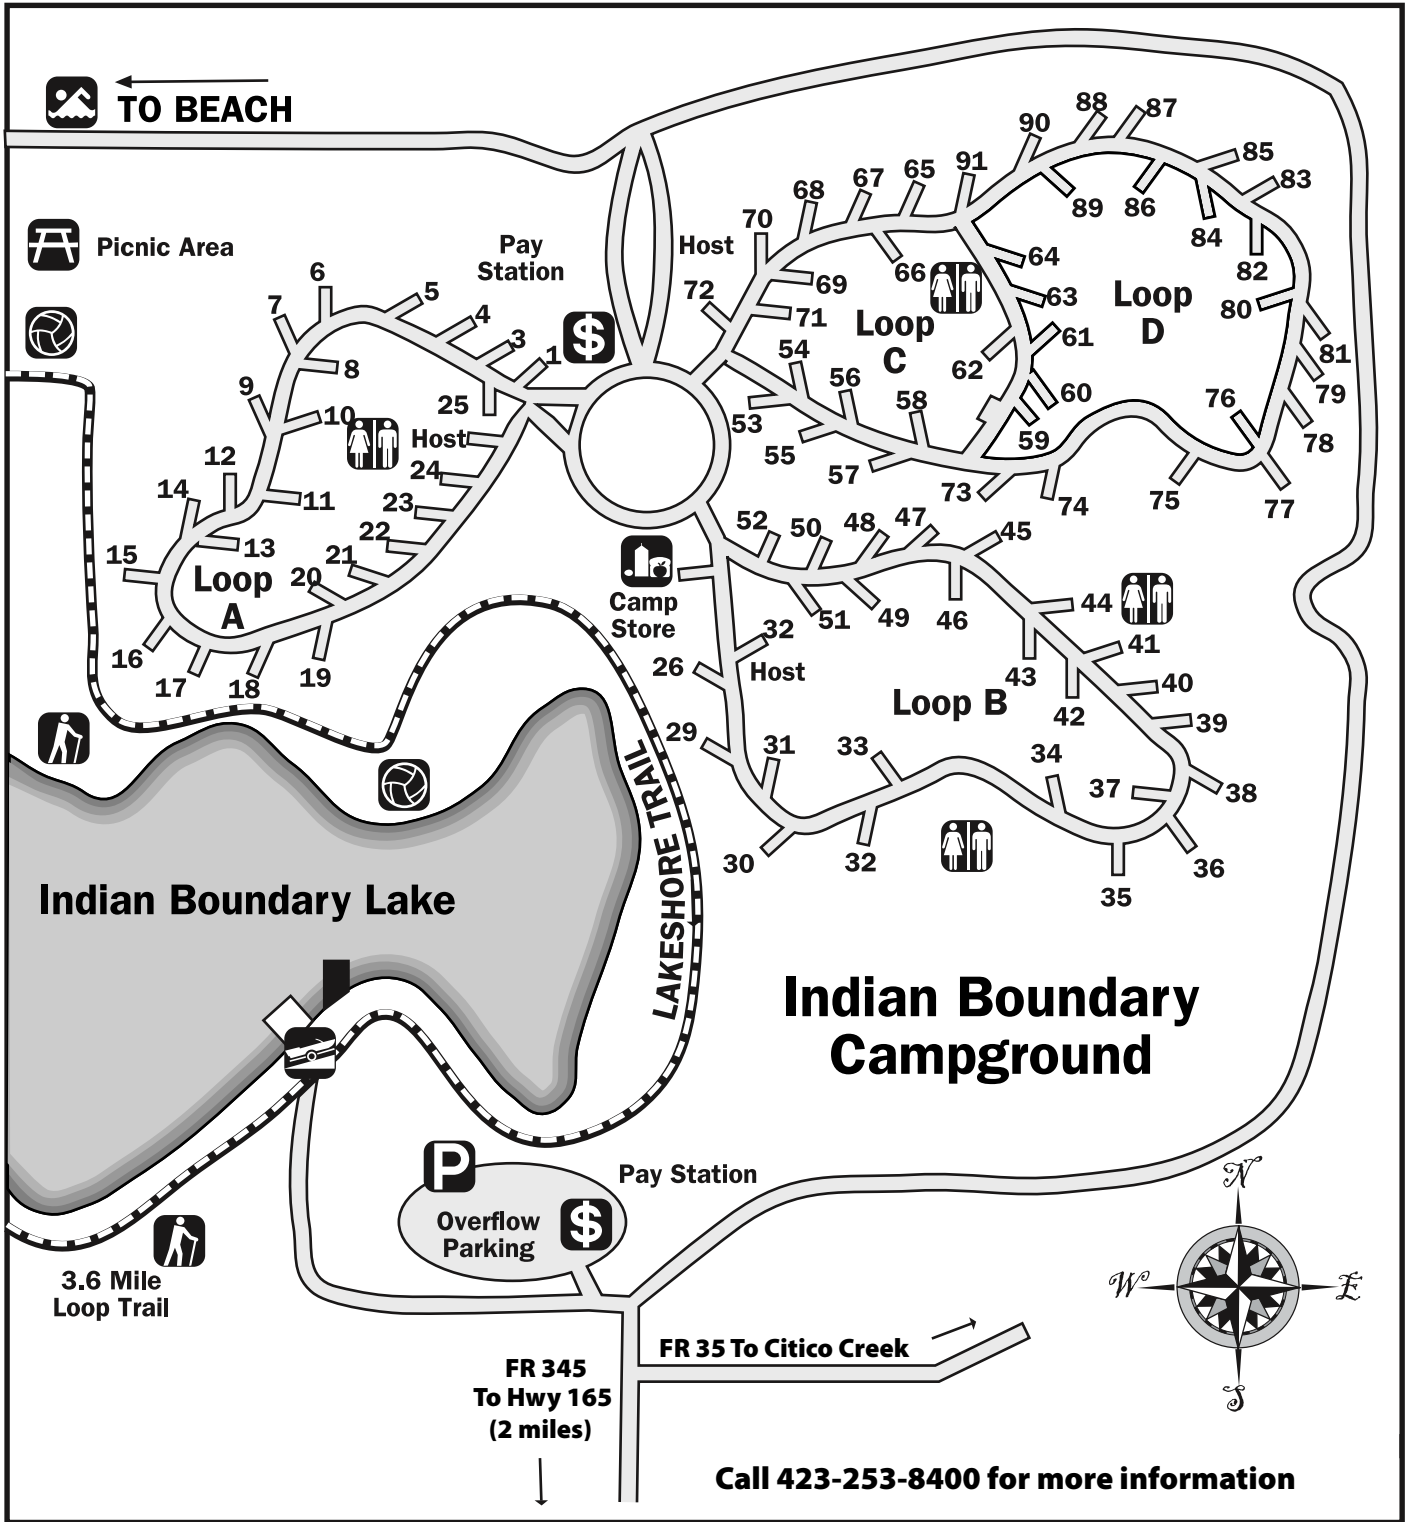 TO BEACH
Picnic Area
Pay
Station
Host
$
Loop
A
Host
1
3
4
5
6
7
8
9
10
11
12
13
14
15
16
17
18
19
20
21
22
23
24
25
Loop
C
53
54
55
56
57
58
59
60
61
62
63
64
65
66
67
68
69
70
71
72
91
Loop
D
73
74
75
76
77
78
79
80
81
82
83
84
85
86
87
88
89
90
Camp
Store
Loop B
Host
32
26
29
30
31
32
33
34
35
36
37
38
39
40
41
42
43
44
45
46
47
48
49
50
51
52
LAKESHORE TRAIL
Indian Boundary Lake
Indian Boundary
Campground
P
Overflow
Parking
$
Pay Station
3.6 Mile
Loop Trail
N
W
E
S
FR 35 To Citico Creek
FR 345
To Hwy 165
(2 miles)
Call 423-253-8400 for more information